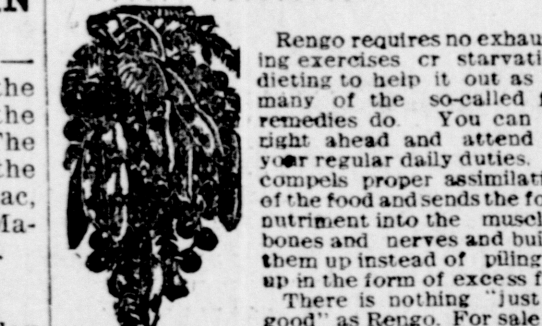 IN
the
the
The
the
ac,
Ma-
Rengo requires no exhau
ing exercises cr starvati
dieting to help it out as
many of the so-called f
remedies do. You can
right ahead and attend
your regular daily duties.
compels proper assimilati
of the food and sends the fo
nutriment into the muscl
bones and nerves and bui
them up instead of piling
up in the form of excess f
There is nothing "just
good" as Rengo. For sale